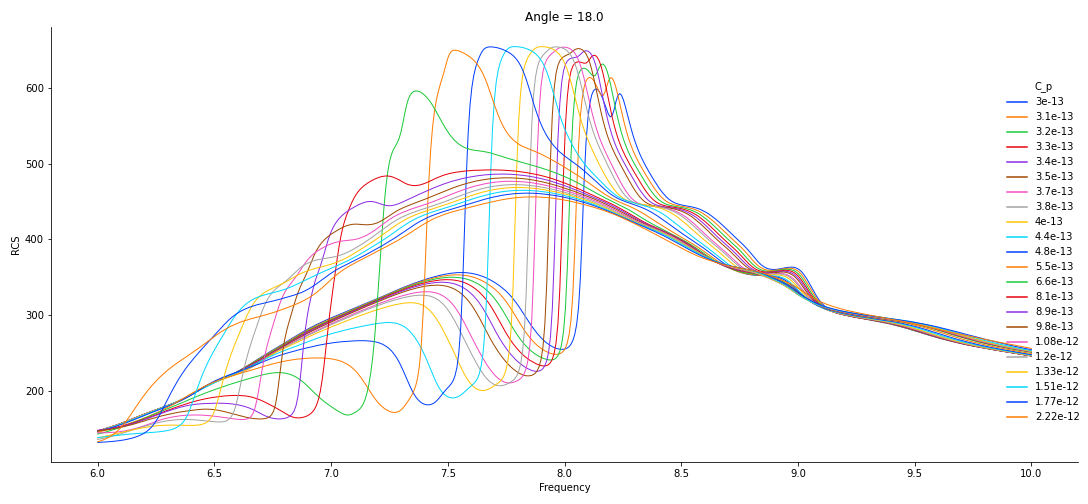 Angle = 18.0
RCS
600
500
400
300
200
6.0
6.5
7.0
7.5
8.0
8.5
9.0
9.5
10.0
Frequency
C_p
3e-13
3.1e-13
3.2e-13
3.3e-13
3.4e-13
3.5e-13
3.7e-13
3.8e-13
4e-13
4.4e-13
4.8e-13
5.5e-13
6.6e-13
8.1e-13
8.9e-13
9.8e-13
1.08e-12
1.2e-12
1.33e-12
1.51e-12
1.77e-12
2.22e-12